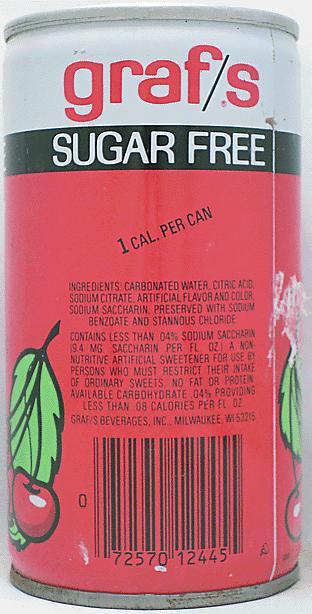 graf/s
SUGAR FREE
1 CAL. PER CAN
INGREDIENTS: CARBONATED WATER, CITRIC ACID,
SODIUM CITRATE, ARTIFICIAL FLAVOR AND COLOR,
SODIUM SACCHARIN, PRESERVED WITH SODIUM
BENZOATE AND STANNOUS CHLORIDE.
CONTAINS LESS THAN .04% SODIUM SACCHARIN
(9.4 MG. SACCHARIN PER FL. OZ.) A NON-
NUTRITIVE ARTIFICIAL SWEETENER FOR USE BY
PERSONS WHO MUST RESTRICT THEIR INTAKE
OF ORDINARY SWEETS. NO FAT OR PROTEIN.
AVAILABLE CARBOHYDRATE .04% PROVIDING
LESS THAN .08 CALORIES PER FL. OZ.
GRAF/S BEVERAGES, INC., MILWAUKEE, WI 53215
0 72570 12445